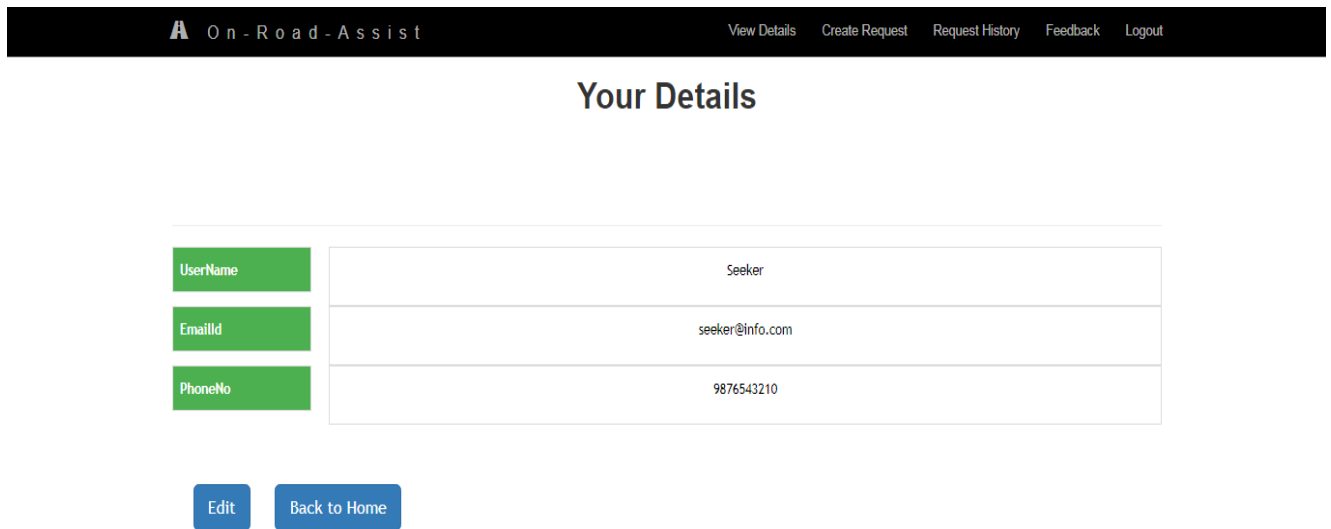 On-Road-Assist View Details Create Request Request History Feedback Logout
Your Details
UserName Seeker
EmailId seeker@info.com
PhoneNo 9876543210
Edit Back to Home